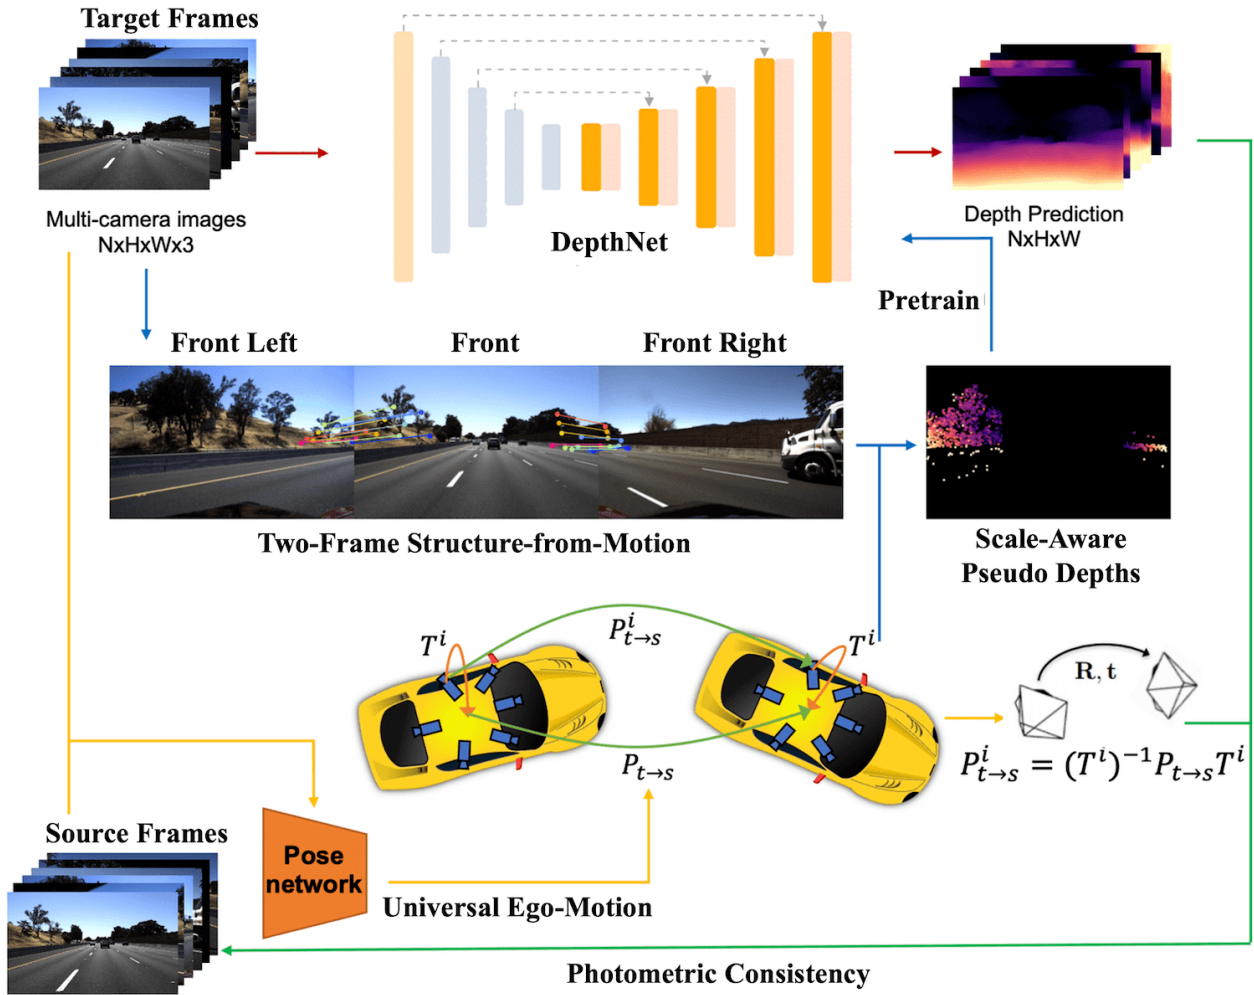 Target Frames
Multi-camera images
NxHxWx3
DepthNet
Depth Prediction
NxHxW
Pretrain
Front Left
Front
Front Right
Two-Frame Structure-from-Motion
Scale-Aware
Pseudo Depths
T^i
P^i_{t→s}
T^i
P_{t→s}
R, t
P^i_{t→s} = (T^i)^{-1}P_{t→s}T^i
Source Frames
Pose
network
Universal Ego-Motion
Photometric Consistency